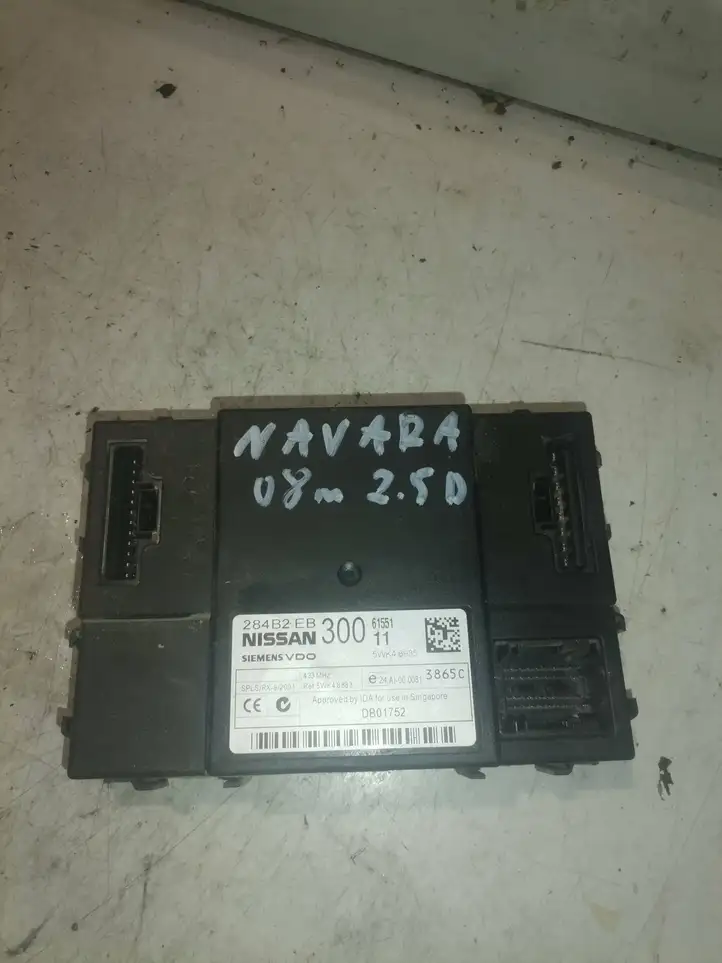 NAVARA
08m 2.5D
284B2 EB 300 61551
NISSAN 11
SIEMENS VDO
433 MHz
3865C
Approved by IDA for use in Singapore
DB01752
CE